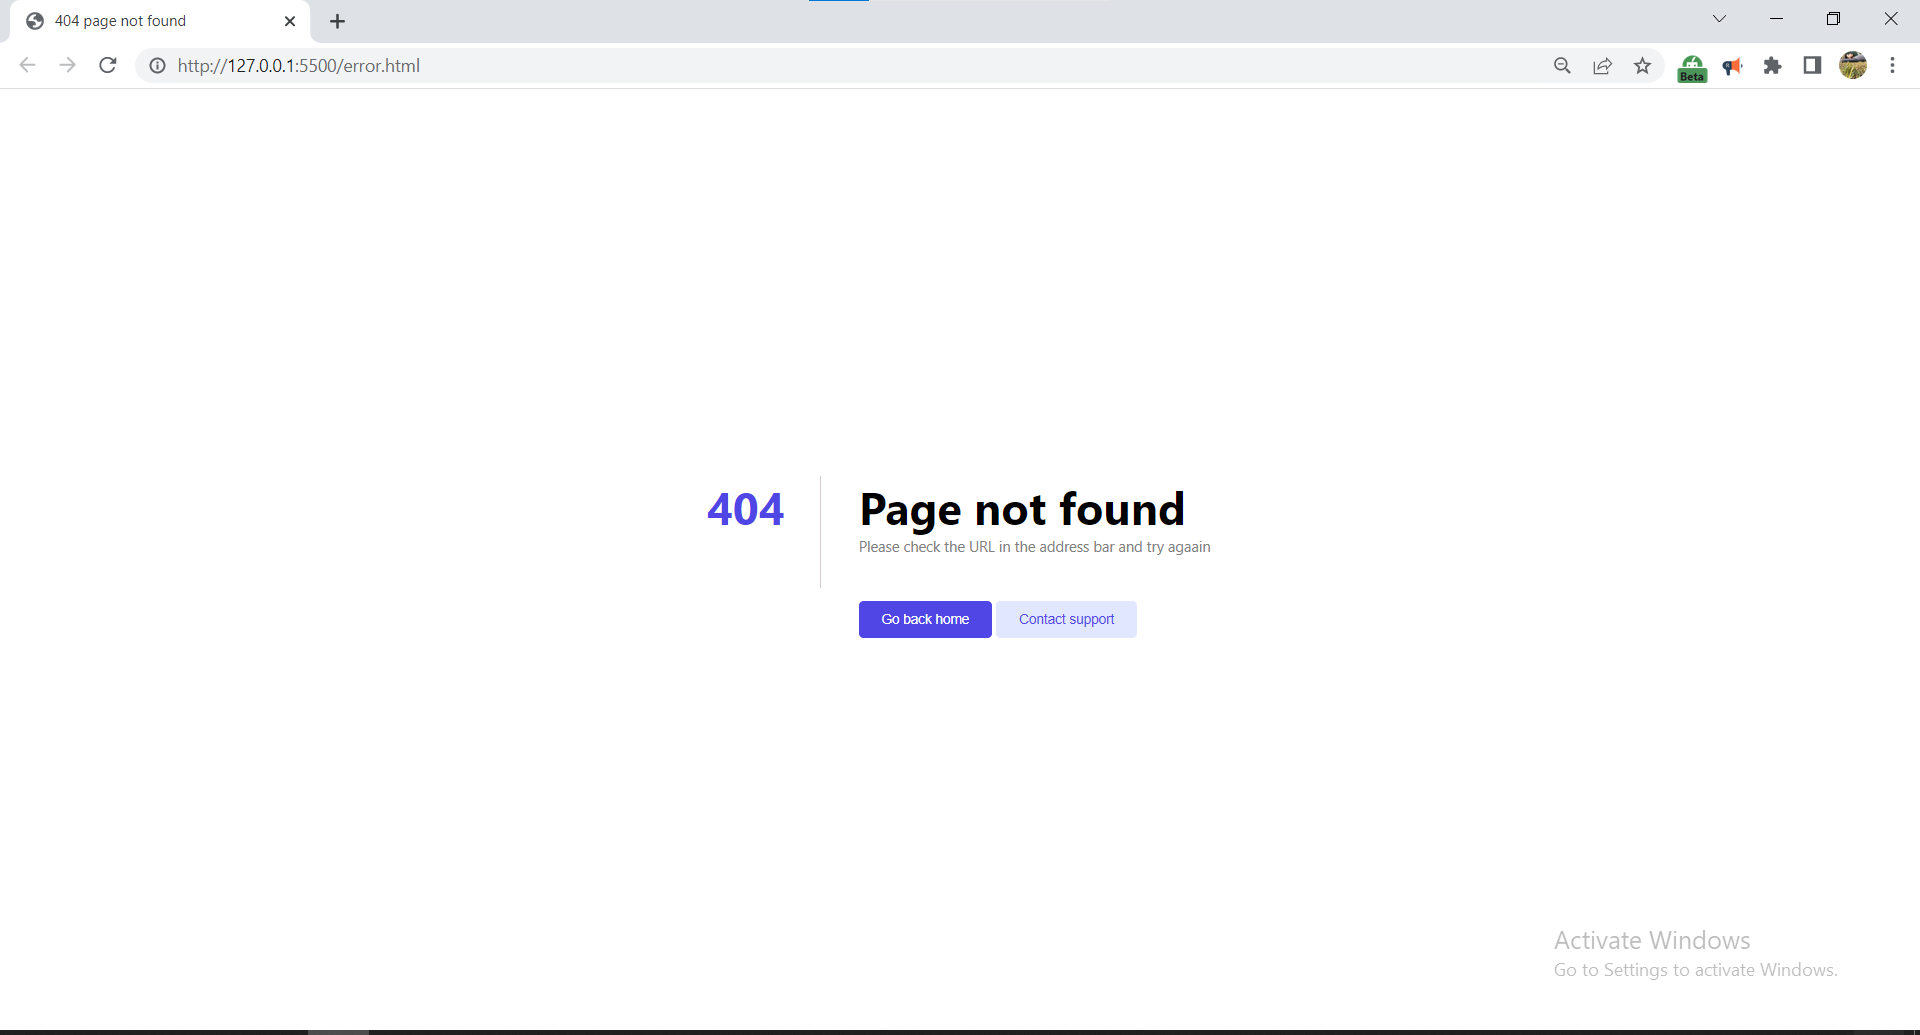 404 page not found
http://127.0.0.1:5500/error.html
Beta
404
Page not found
Please check the URL in the address bar and try agaain
Go back home
Contact support
Activate Windows
Go to Settings to activate Windows.